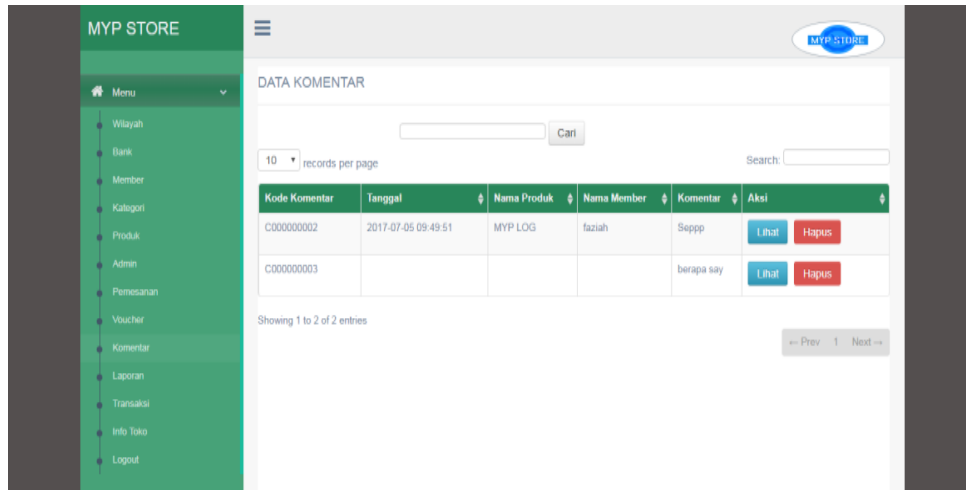 MYP STORE
MYP STORE
Menu
Wilayah
Bank
Member
Kategori
Produk
Admin
Pemesanan
Voucher
Komentar
Laporan
Transaksi
Info Toko
Logout
DATA KOMENTAR
Cari
10 records per page
Search:
Kode Komentar Tanggal Nama Produk Nama Member Komentar Aksi
C000000002 2017-07-05 09:49:51 MYP LOG faziah Seppp Lihat Hapus
C000000003 berapa say Lihat Hapus
Showing 1 to 2 of 2 entries
← Prev 1 Next →